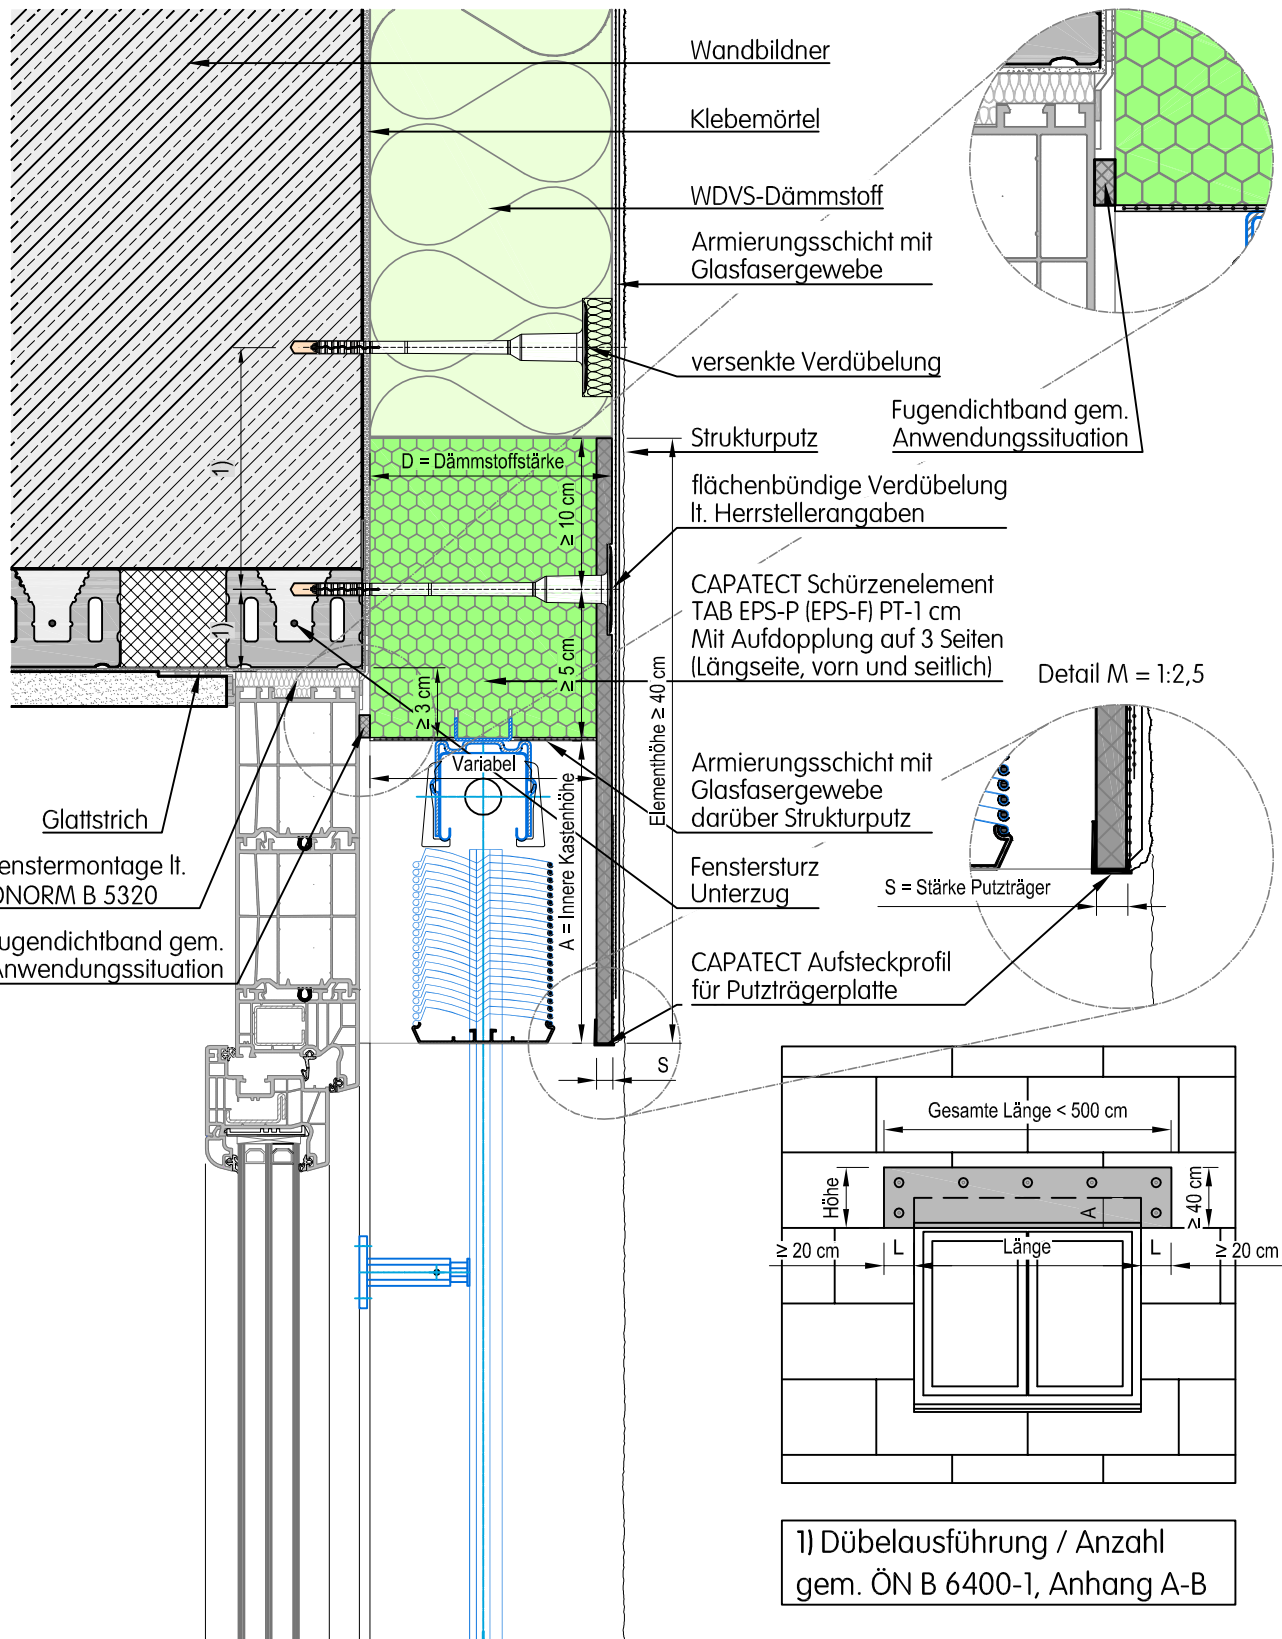 Wandbildner
Klebemörtel
WDVS-Dämmstoff
Armierungsschicht mit
Glasfasergewebe
versenkte Verdübelung
Fugendichtband gem.
Anwendungssituation
Strukturputz
D = Dämmstoffstärke
flächenbündige Verdübelung
lt. Herrstellerangaben
≥ 10 cm
1)
1)
CAPATECT Schürzenelement
TAB EPS-P (EPS-F) PT-1 cm
Mit Aufdopplung auf 3 Seiten
(Längseite, vorn und seitlich)
≥ 5 cm
≥ 3 cm
Elementhöhe ≥ 40 cm
Detail M = 1:2,5
Variabel
Armierungsschicht mit
Glasfasergewebe
darüber Strukturputz
A = Innere Kastenhöhe
Glattstrich
enstermontage lt.
ÖNORM B 5320
Fenstersturz
Unterzug
S = Stärke Putzträger
ugendichtband gem.
Anwendungssituation
CAPATECT Aufsteckprofil
für Putzträgerplatte
S
Gesamte Länge < 500 cm
Höhe
A
≥ 40 cm
≥ 20 cm
L
Länge
L
≥ 20 cm
1) Dübelausführung / Anzahl
gem. ÖN B 6400-1, Anhang A-B